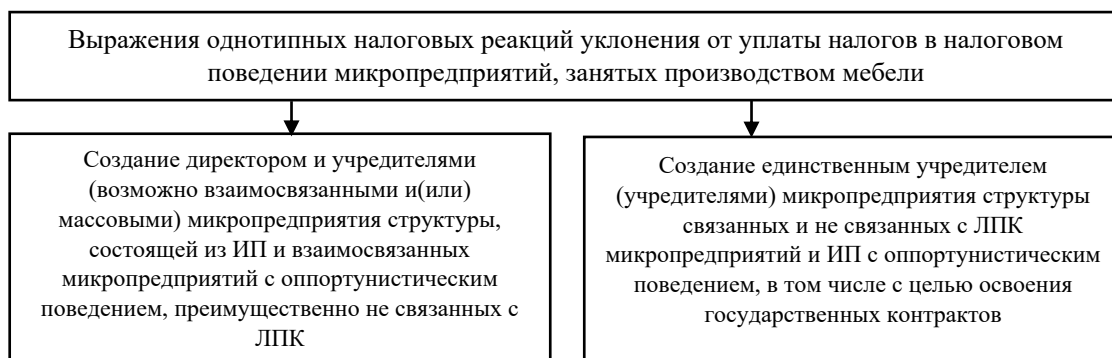 Выражения однотипных налоговых реакций уклонения от уплаты налогов в налоговом
поведении микропредприятий, занятых производством мебели
Создание директором и учредителями
(возможно взаимосвязанными и(или)
массовыми) микропредприятия структуры,
состоящей из ИП и взаимосвязанных
микропредприятий с оппортунистическим
поведением, преимущественно не связанных с
ЛПК
Создание единственным учредителем
(учредителями) микропредприятия структуры
связанных и не связанных с ЛПК
микропредприятий и ИП с оппортунистическим
поведением, в том числе с целью освоения
государственных контрактов